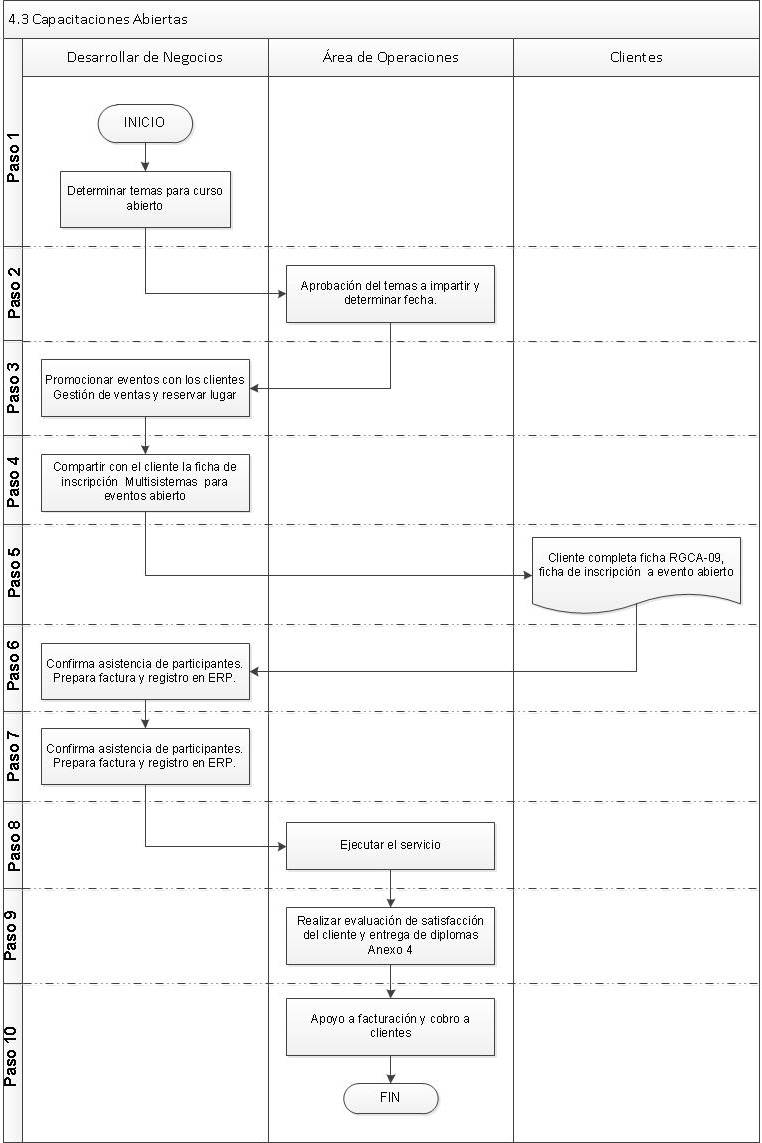 4.3 Capacitaciones Abiertas
Desarrollar de Negocios
Área de Operaciones
Clientes
Paso 1
INICIO
Determinar temas para curso
abierto
Paso 2
Aprobación del temas a impartir y
determinar fecha.
Paso 3
Promocionar eventos con los clientes
Gestión de ventas y reservar lugar
Paso 4
Compartir con el cliente la ficha de
inscripción Multisistemas para
eventos abierto
Paso 5
Cliente completa ficha RGCA-09,
ficha de inscripción a evento abierto
Paso 6
Confirma asistencia de participantes.
Prepara factura y registro en ERP.
Paso 7
Confirma asistencia de participantes.
Prepara factura y registro en ERP.
Paso 8
Ejecutar el servicio
Paso 9
Realizar evaluación de satisfacción
del cliente y entrega de diplomas
Anexo 4
Paso 10
Apoyo a facturación y cobro a
clientes
FIN